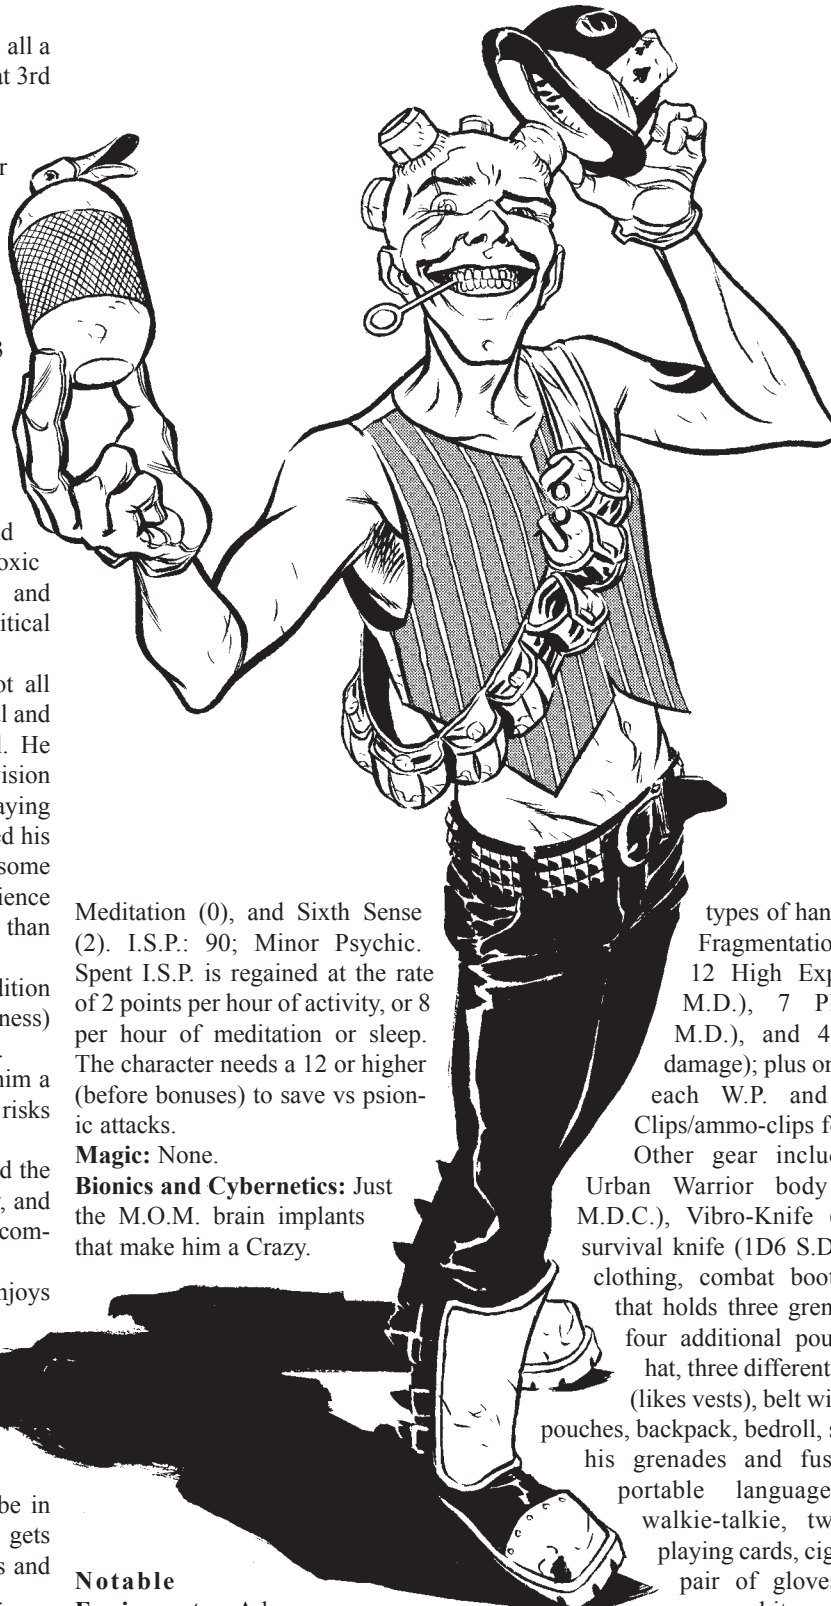 all a
at 3rd
r
3
d
oxic
and
itical
ot all
l and
. He
vision
aying
ed his
some
ience
than
lition
ness)
him a
risks
d the
, and
com-
njoys
be in
gets
s and
Meditation (0), and Sixth Sense
(2). I.S.P.: 90; Minor Psychic.
Spent I.S.P. is regained at the rate
of 2 points per hour of activity, or 8
per hour of meditation or sleep.
The character needs a 12 or higher
(before bonuses) to save vs psion-
ic attacks.
Magic: None.
Bionics and Cybernetics: Just
the M.O.M. brain implants
that make him a Crazy.
Notable
types of han
Fragmentatio
12 High Exp
M.D.), 7 Pl
M.D.), and 4
damage); plus or
each W.P. and
Clips/ammo-clips fo
Other gear includ
Urban Warrior body
M.D.C.), Vibro-Knife (
survival knife (1D6 S.D
clothing, combat boot
that holds three gren
four additional pou
hat, three different
(likes vests), belt wi
pouches, backpack, bedroll, s
his grenades and fus
portable language
walkie-talkie, tw
playing cards, cig
pair of glove